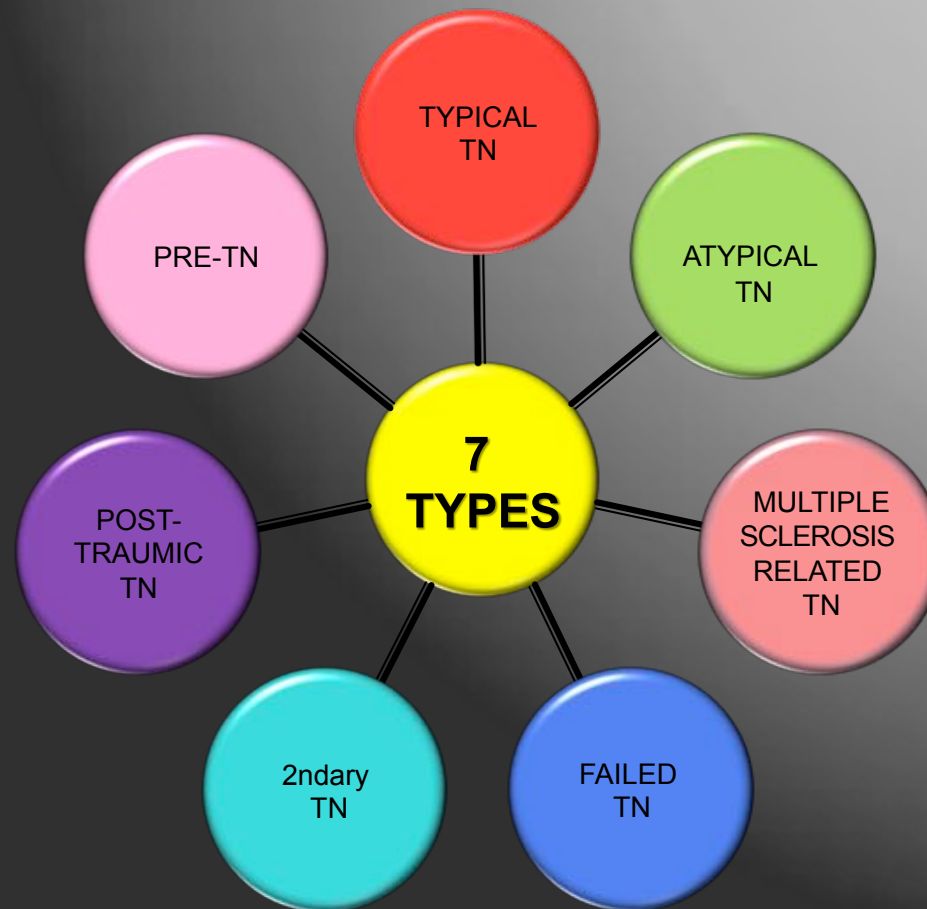 7
TYPES
TYPICAL
TN
ATYPICAL
TN
MULTIPLE
SCLEROSIS
RELATED
TN
FAILED
TN
2ndary
TN
POST-
TRAUMIC
TN
PRE-TN